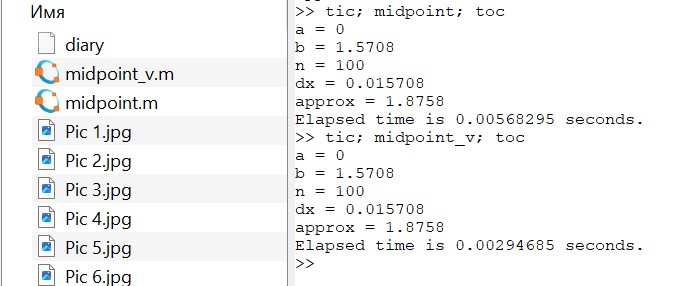 Имя
diary
midpoint_v.m
midpoint.m
Pic 1.jpg
Pic 2.jpg
Pic 3.jpg
Pic 4.jpg
Pic 5.jpg
Pic 6.jpg
>> tic; midpoint; toc
a = 0
b = 1.5708
n = 100
dx = 0.015708
approx = 1.8758
Elapsed time is 0.00568295 seconds.
>> tic; midpoint_v; toc
a = 0
b = 1.5708
n = 100
dx = 0.015708
approx = 1.8758
Elapsed time is 0.00294685 seconds.
>>